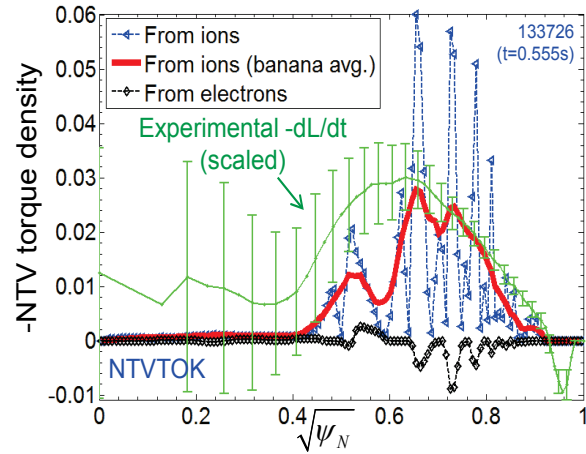 0.06
0.05
0.04
0.03
0.02
0.01
0
-0.01
-NTV torque density
From ions
From ions (banana avg.)
From electrons
133726
(t=0.555s)
Experimental -dL/dt
(scaled)
NTVTOK
0 0.2 0.4 0.6 0.8 1
√ψ_N